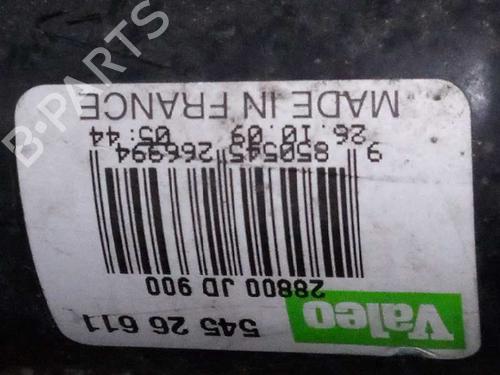 Valeo
545 26 611
28800 JD 900
9 850545 266994
26.10.09 05:44
MADE IN FRANCE
B-PARTS